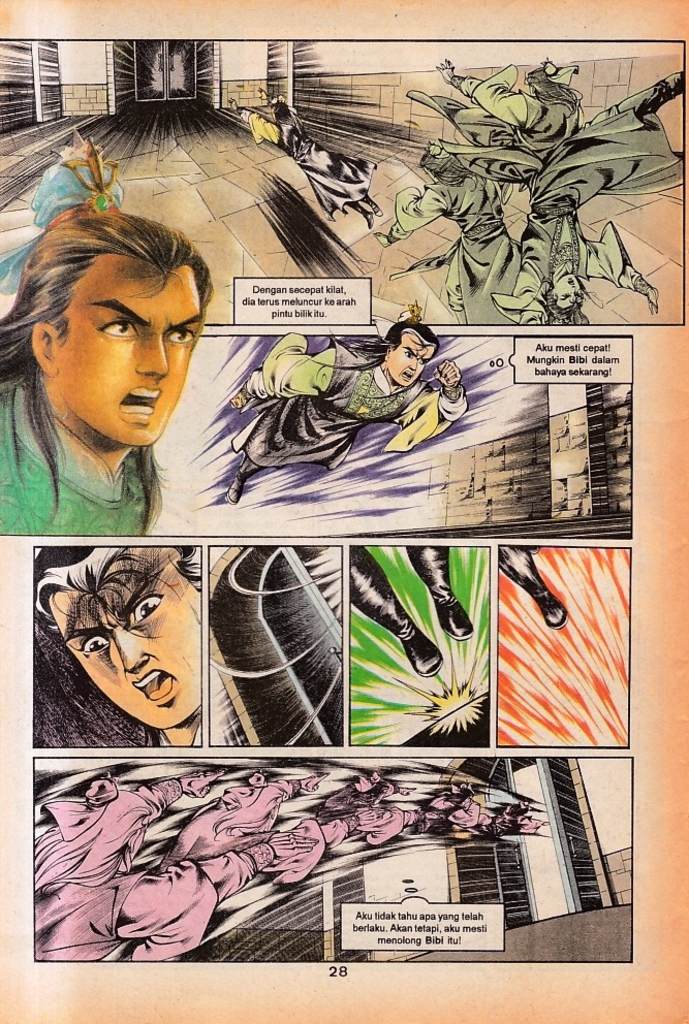 Dengan secepat kilat,
dia terus meluncur ke arah
pintu bilik itu.
Aku mesti cepat!
Mungkin Bibi dalam
bahaya sekarang!
Aku tidak tahu apa yang telah
berlaku. Akan tetapi, aku mesti
menolong Bibi itu!
28